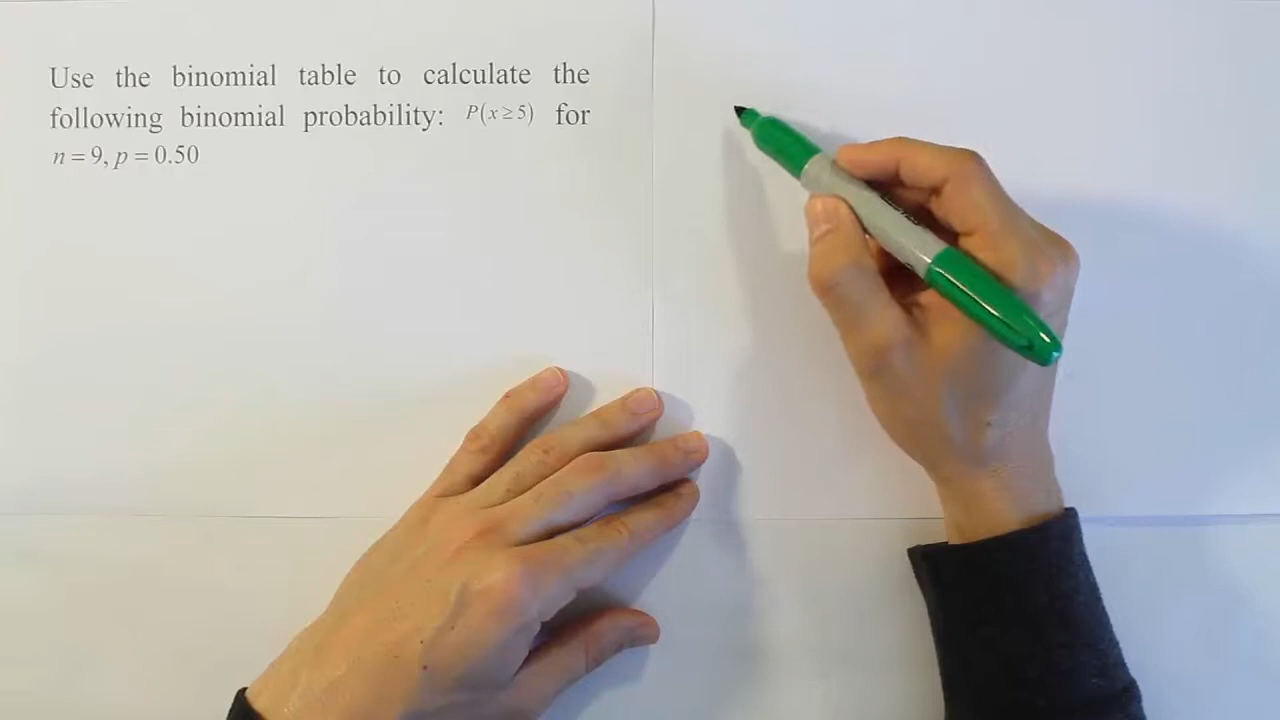 Use the binomial table to calculate the
following binomial probability: P(x ≥ 5) for
n = 9, p = 0.50